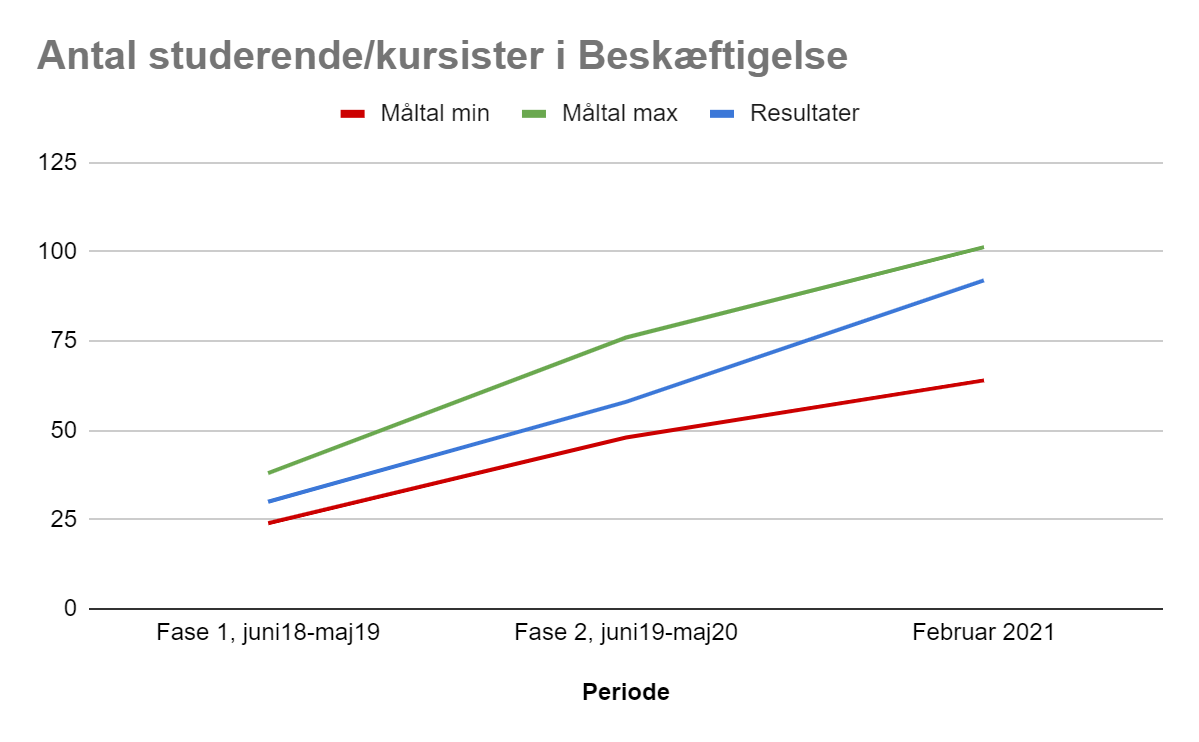 Antal studerende/kursister i Beskæftigelse
Måltal min Måltal max Resultater
125
100
75
50
25
0
Fase 1, juni18-maj19 Fase 2, juni19-maj20 Februar 2021
Periode